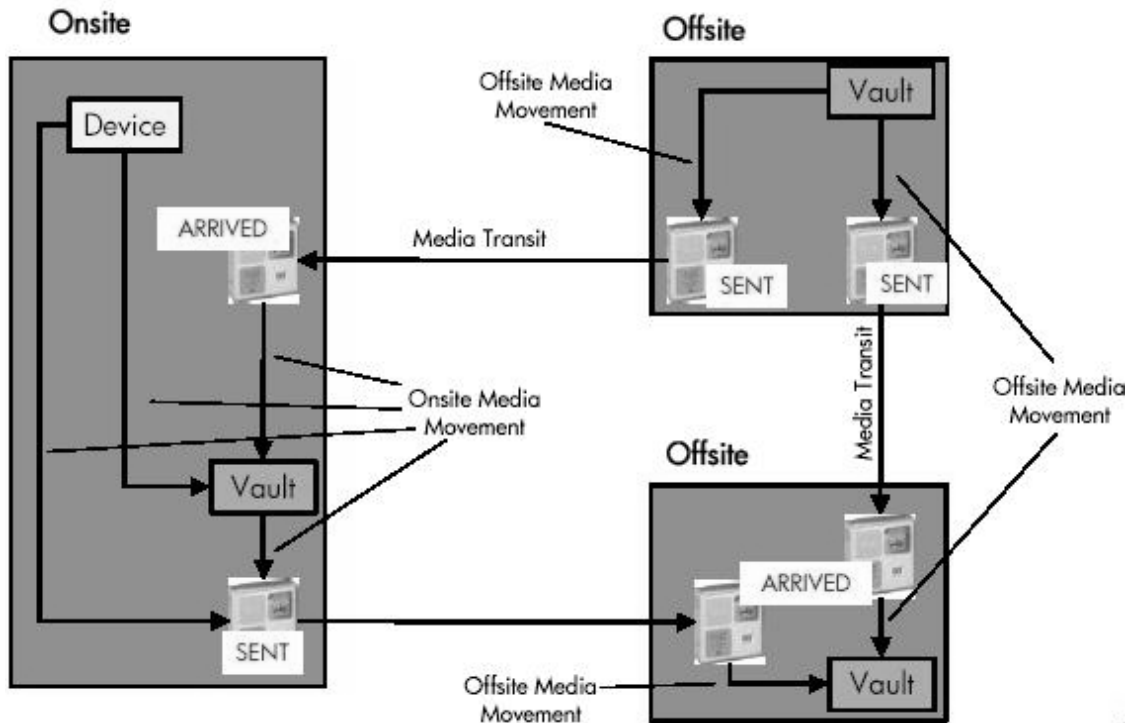 Onsite
Device
ARRIVED
Onsite Media
Movement
Vault
SENT
Offsite
Offsite Media
Movement
Vault
Media Transit
SENT
SENT
Media Transit
Offsite Media
Movement
Offsite
ARRIVED
Vault
Offsite Media
Movement